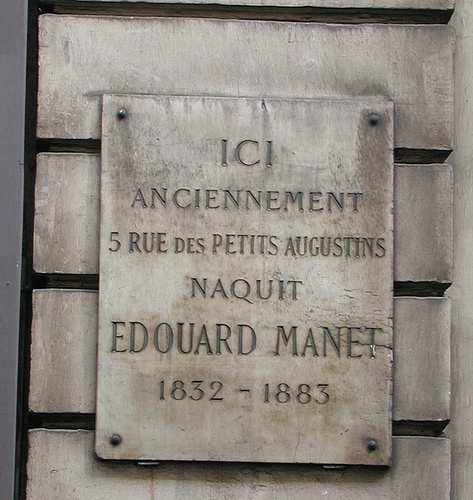 ICI
ANCIENNEMENT
5 RUE DES PETITS AUGUSTINS
NAQUIT
EDOUARD MANET
1832 - 1883